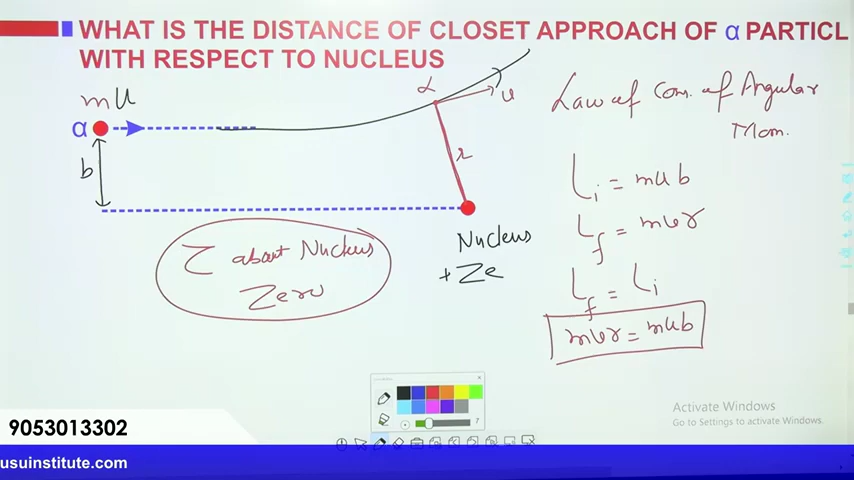 WHAT IS THE DISTANCE OF CLOSET APPROACH OF α PARTICL
WITH RESPECT TO NUCLEUS
m u
α
b
α
v
r
τ about Nucleus
Zero
Nucleus
+Ze
Law of Con. of Angular
Mom.
Li = mub
Lf = mvr
Lf = Li
mvr = mub
7
Activate Windows
Go to Settings to activate Windows.
9053013302
usuinstitute.com